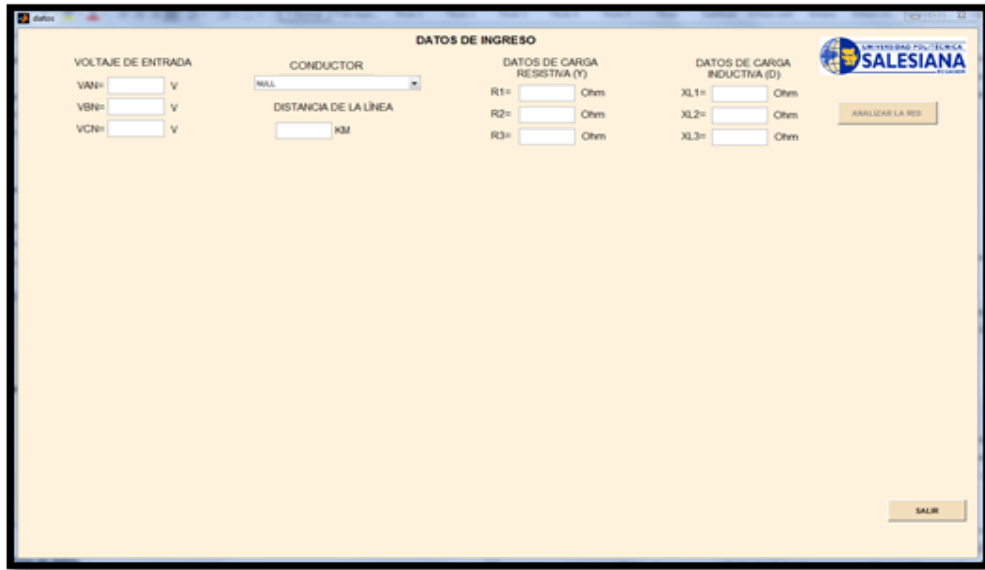 datos
DATOS DE INGRESO
VOLTAJE DE ENTRADA
VAN= V
VBN= V
VCN= V
CONDUCTOR
NULL
DISTANCIA DE LA LÍNEA
KM
DATOS DE CARGA
RESISTIVA (Y)
R1= Ohm
R2= Ohm
R3= Ohm
DATOS DE CARGA
INDUCTIVA (D)
XL1= Ohm
XL2= Ohm
XL3= Ohm
UNIVERSIDAD POLITÉCNICA
SALESIANA
ECUADOR
ANALIZAR LA RED
SALIR